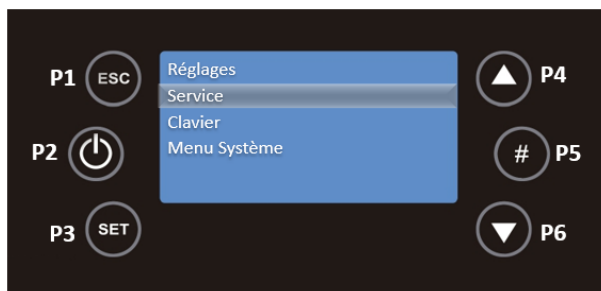 P1 ESC
Réglages
Service
Clavier
Menu Système
P2
P3 SET
P4
# P5
P6